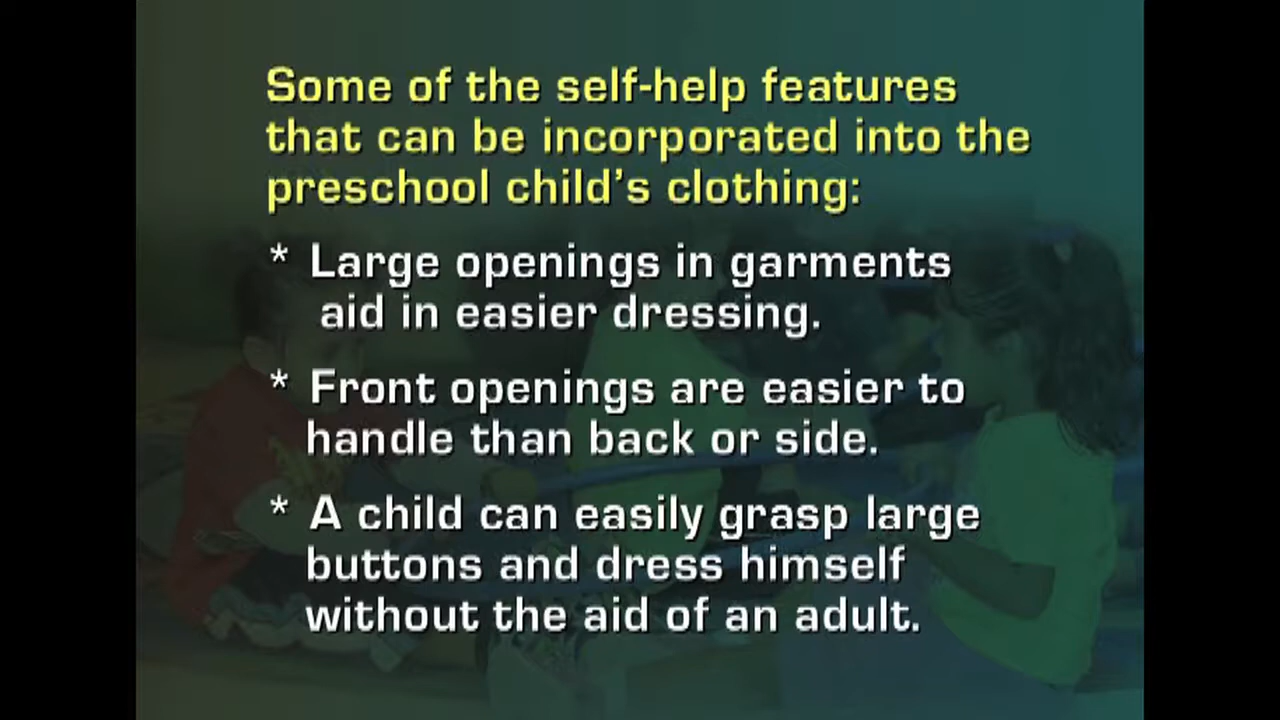 Some of the self-help features
that can be incorporated into the
preschool child’s clothing:
* Large openings in garments
aid in easier dressing.
* Front openings are easier to
handle than back or side.
* A child can easily grasp large
buttons and dress himself
without the aid of an adult.